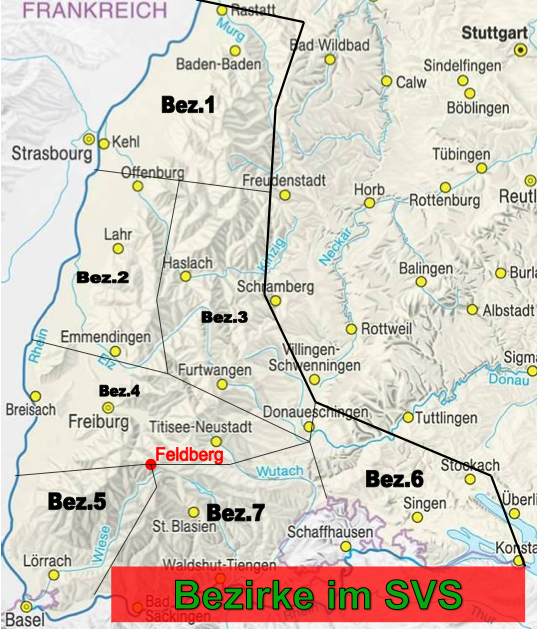 FRANKREICH
Rastatt
Murg
Stuttgart
Bad Wildbad
Baden-Baden
Sindelfingen
Calw
Bez.1
Böblingen
Kehl
Strasbourg
Tübingen
Offenburg
Freudenstadt
Horb
Rottenburg
Reutl
Lahr
Kinzig
Neckar
Haslach
Balingen
Burla
Bez.2
Schramberg
Albstadt
Bez.3
Rottweil
Rhein
Emmendingen
Elz
Villingen-
Schwenningen
Sigma
Furtwangen
Donau
Bez.4
Breisach
Freiburg
Donaueschingen
Tuttlingen
Titisee-Neustadt
Feldberg
Wutach
Stockach
Bez.6
Bez.5
Bez.7
Singen
Überli
St. Blasien
Schaffhausen
Wiese
Konsta
Lörrach
Waldshut-Tiengen
Bezirke im SVS
Bad
Säckingen
Rhein
Thur
Basel